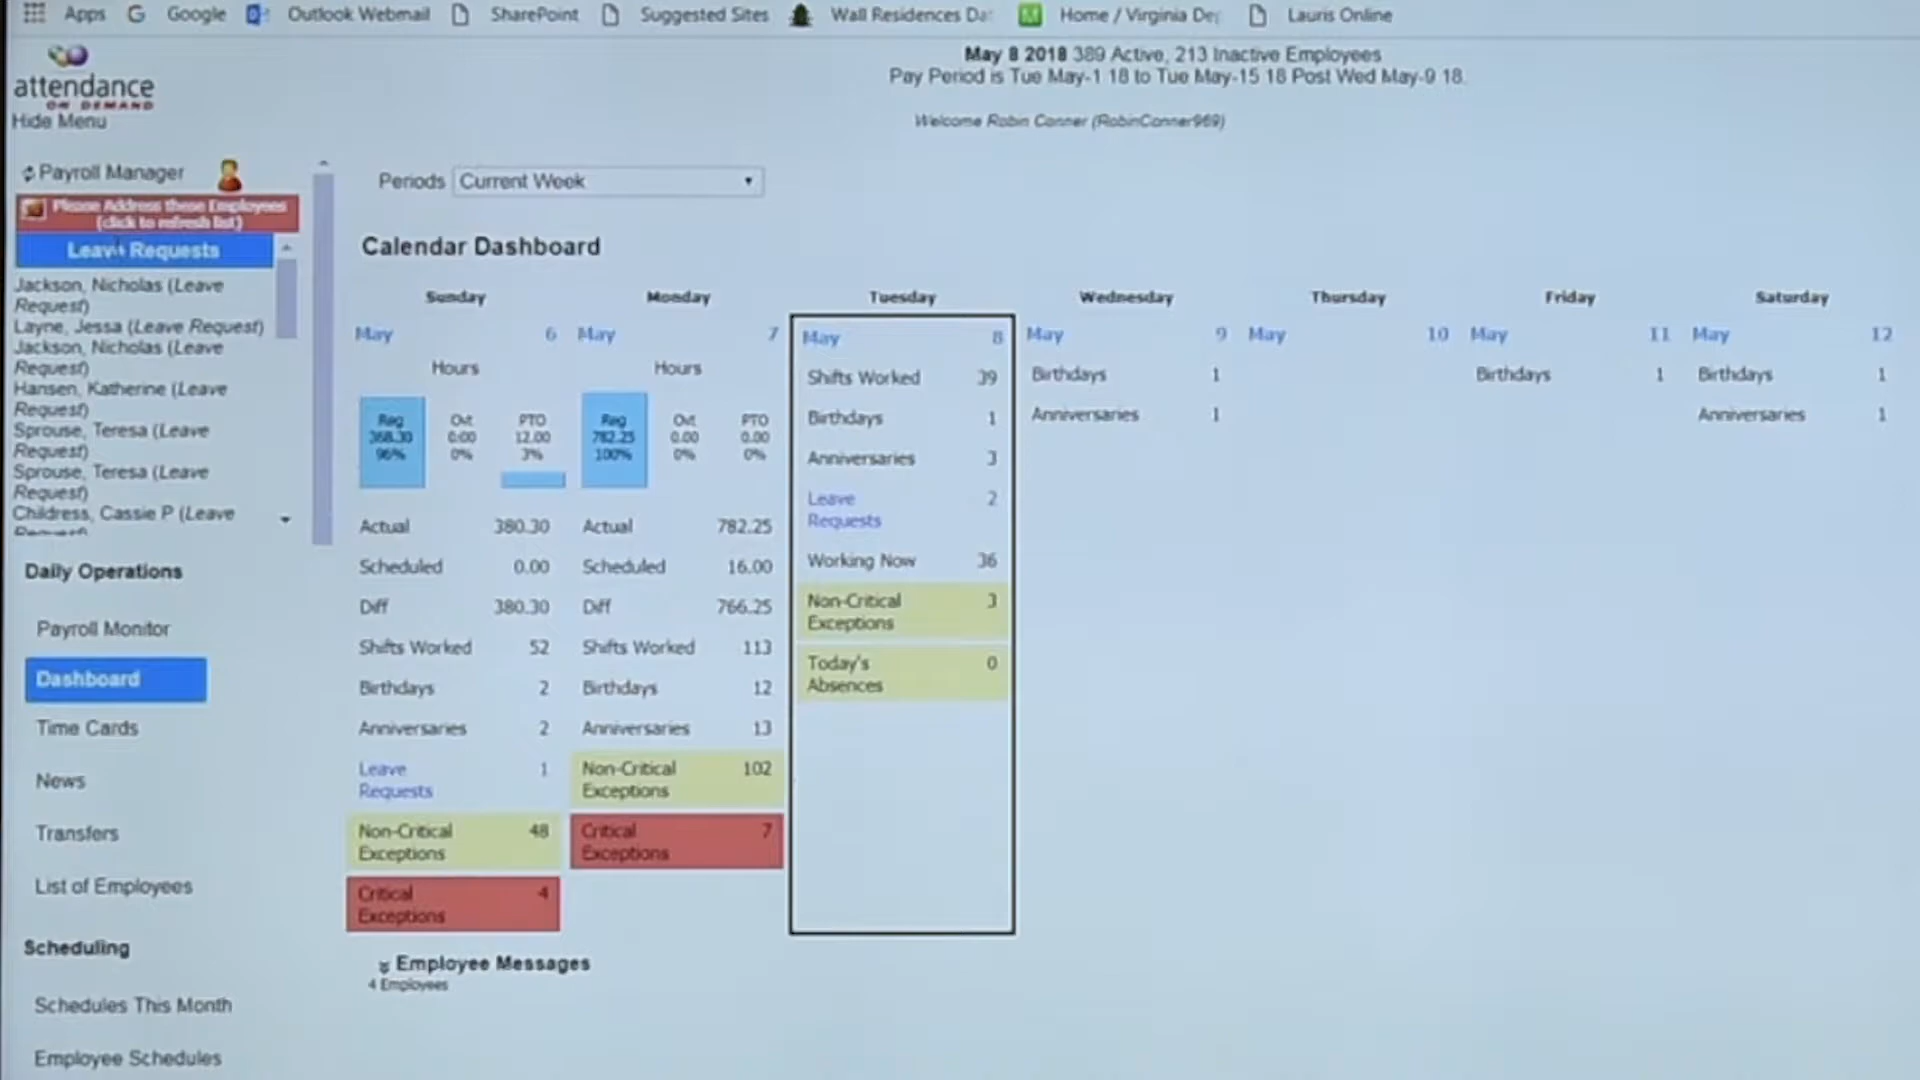 Apps
Google
Outlook Webmail
SharePoint
Suggested Sites
Wall Residences Da
Home / Virginia De
Lauris Online
attendance
ON DEMAND
Hide Menu
May 8 2018 389 Active, 213 Inactive Employees
Pay Period is Tue May-1 18 to Tue May-15 18 Post Wed May-9 18.
Welcome Robin Conner (RobinConner969)
Payroll Manager
Please Address these Employees
(click to refresh list)
Leave Requests
Jackson, Nicholas (Leave
Request)
Layne, Jessa (Leave Request)
Jackson, Nicholas (Leave
Request)
Hansen, Katherine (Leave
Request)
Sprouse, Teresa (Leave
Request)
Sprouse, Teresa (Leave
Request)
Childress, Cassie P (Leave
Daily Operations
Payroll Monitor
Dashboard
Time Cards
News
Transfers
List of Employees
Scheduling
Schedules This Month
Employee Schedules
Periods Current Week
Calendar Dashboard
Sunday
May 6
Hours
Reg 368.30 96%
Ovt 0.00 0%
PTO 12.00 3%
Actual 380.30
Scheduled 0.00
Diff 380.30
Shifts Worked 52
Birthdays 2
Anniversaries 2
Leave Requests 1
Non-Critical Exceptions 48
Critical Exceptions 4
Monday
May 7
Hours
Reg 782.25 100%
Ovt 0.00 0%
PTO 0.00 0%
Actual 782.25
Scheduled 16.00
Diff 766.25
Shifts Worked 113
Birthdays 12
Anniversaries 13
Non-Critical Exceptions 102
Critical Exceptions 7
Tuesday
May 8
Shifts Worked 39
Birthdays 1
Anniversaries 3
Leave Requests 2
Working Now 36
Non-Critical Exceptions 3
Today's Absences 0
Wednesday
May 9
Birthdays 1
Anniversaries 1
Thursday
May 10
Friday
May 11
Birthdays 1
Saturday
May 12
Birthdays 1
Anniversaries 1
Employee Messages
4 Employees